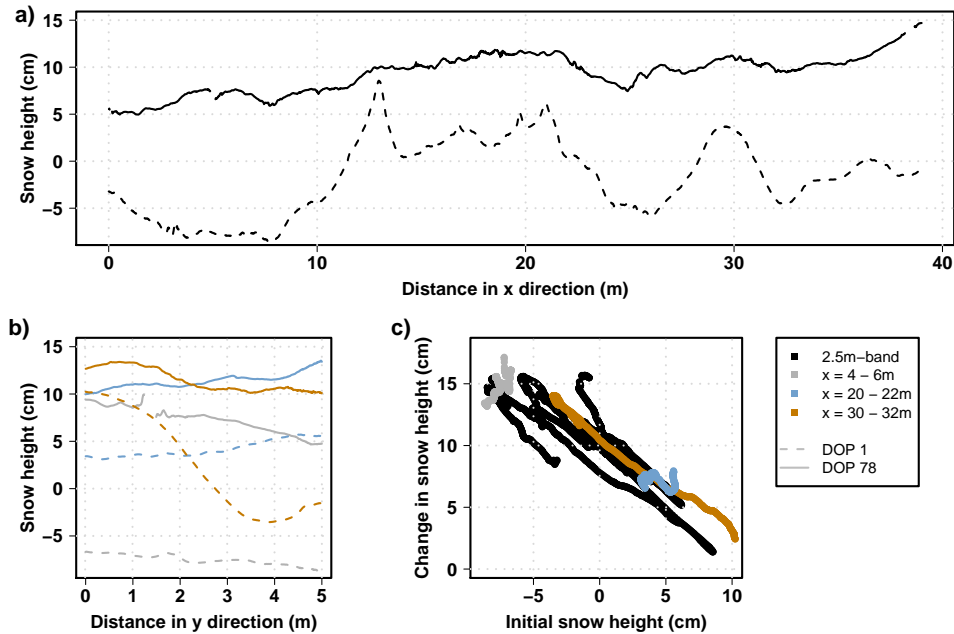 a)
Snow height (cm)
15
10
5
0
−5
0
10
20
30
40
Distance in x direction (m)
b)
Snow height (cm)
15
10
5
0
−5
0
1
2
3
4
5
Distance in y direction (m)
c)
Change in snow height (cm)
15
10
5
0
−5
0
5
10
Initial snow height (cm)
2.5m−band
x = 4 − 6m
x = 20 − 22m
x = 30 − 32m
DOP 1
DOP 78